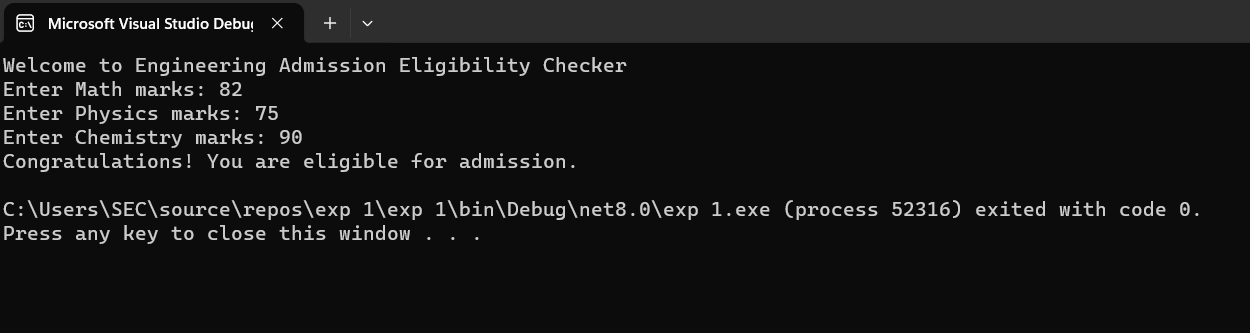 Microsoft Visual Studio Debu
Welcome to Engineering Admission Eligibility Checker
Enter Math marks: 82
Enter Physics marks: 75
Enter Chemistry marks: 90
Congratulations! You are eligible for admission.
C:\Users\SEC\source\repos\exp 1\exp 1\bin\Debug\net8.0\exp 1.exe (process 52316) exited with code 0.
Press any key to close this window . . .